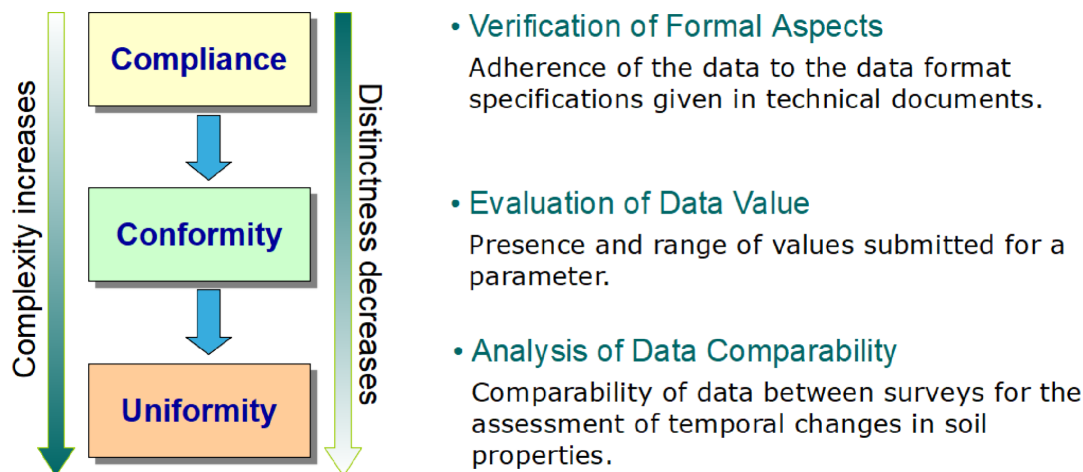 Complexity increases
Compliance
Conformity
Uniformity
Distinctness decreases
• Verification of Formal Aspects
Adherence of the data to the data format
specifications given in technical documents.
• Evaluation of Data Value
Presence and range of values submitted for a
parameter.
• Analysis of Data Comparability
Comparability of data between surveys for the
assessment of temporal changes in soil
properties.